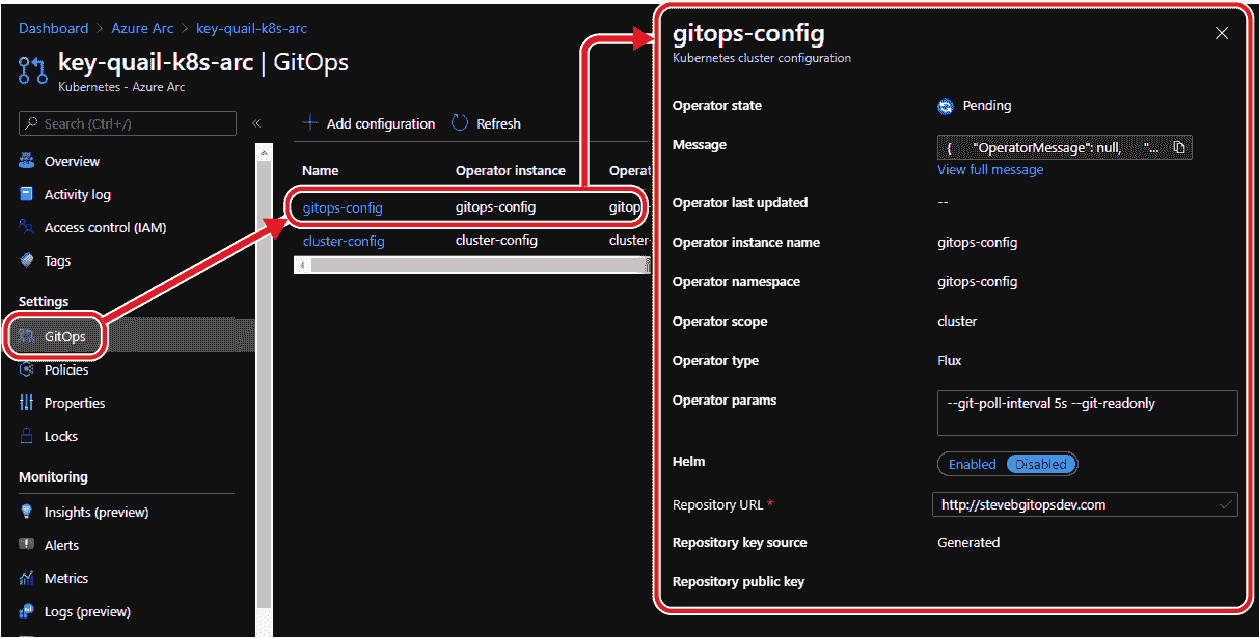 Dashboard > Azure Arc > key-quail-k8s-arc
key-quail-k8s-arc | GitOps
Kubernetes - Azure Arc
Search (Ctrl+/)
«
Overview
Activity log
Access control (IAM)
Tags
Settings
GitOps
Policies
Properties
Locks
Monitoring
Insights (preview)
Alerts
Metrics
Logs (preview)
Add configuration Refresh
Name Operator instance Operat
gitops-config gitops-config gitop
cluster-config cluster-config cluster-
gitops-config
Kubernetes cluster configuration
Operator state Pending
Message { "OperatorMessage": null, "...
View full message
Operator last updated --
Operator instance name gitops-config
Operator namespace gitops-config
Operator scope cluster
Operator type Flux
Operator params --git-poll-interval 5s --git-readonly
Helm Enabled Disabled
Repository URL * http://stevebgitopsdev.com
Repository key source Generated
Repository public key